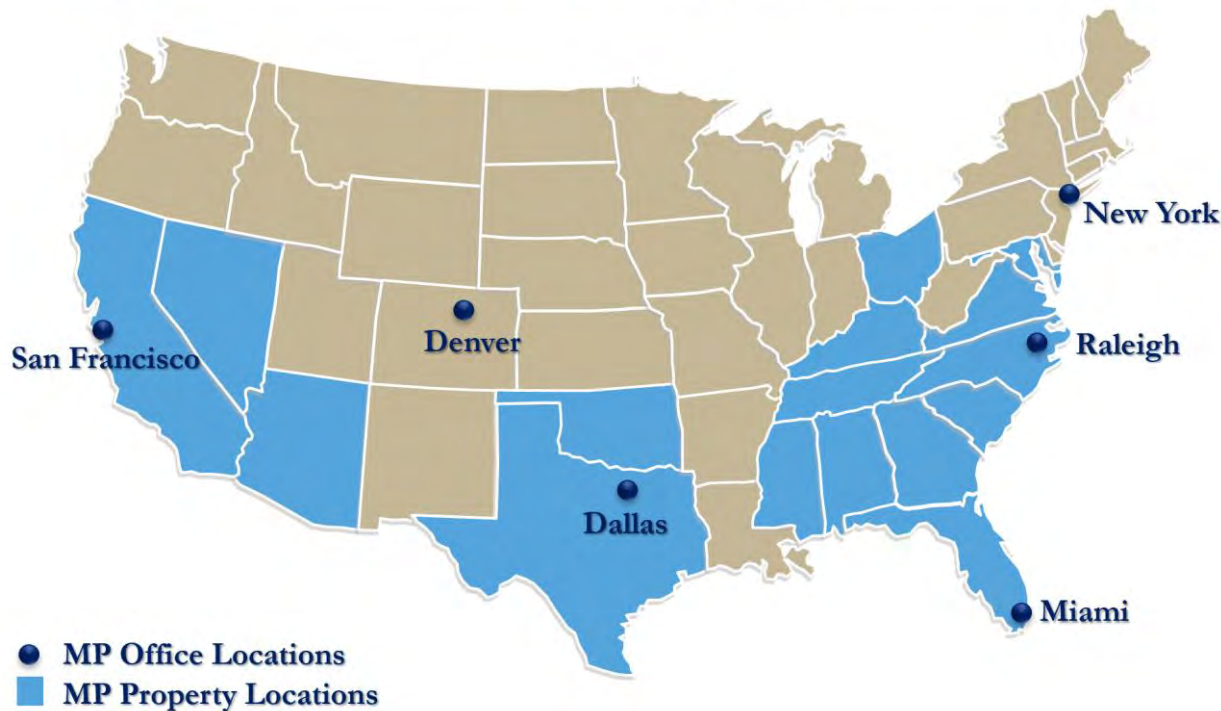 New York
Denver
San Francisco
Raleigh
Dallas
Miami
MP Office Locations
MP Property Locations